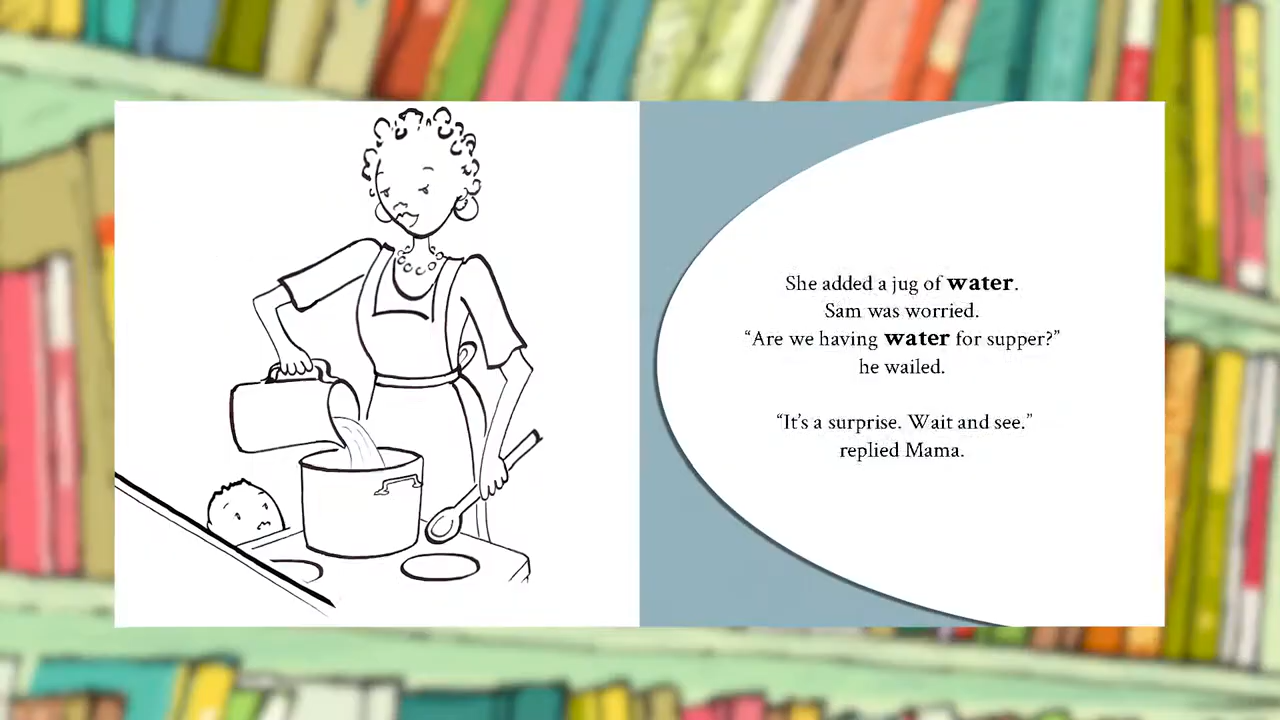 She added a jug of water.
Sam was worried.
“Are we having water for supper?”
he wailed.
“It’s a surprise. Wait and see.”
replied Mama.